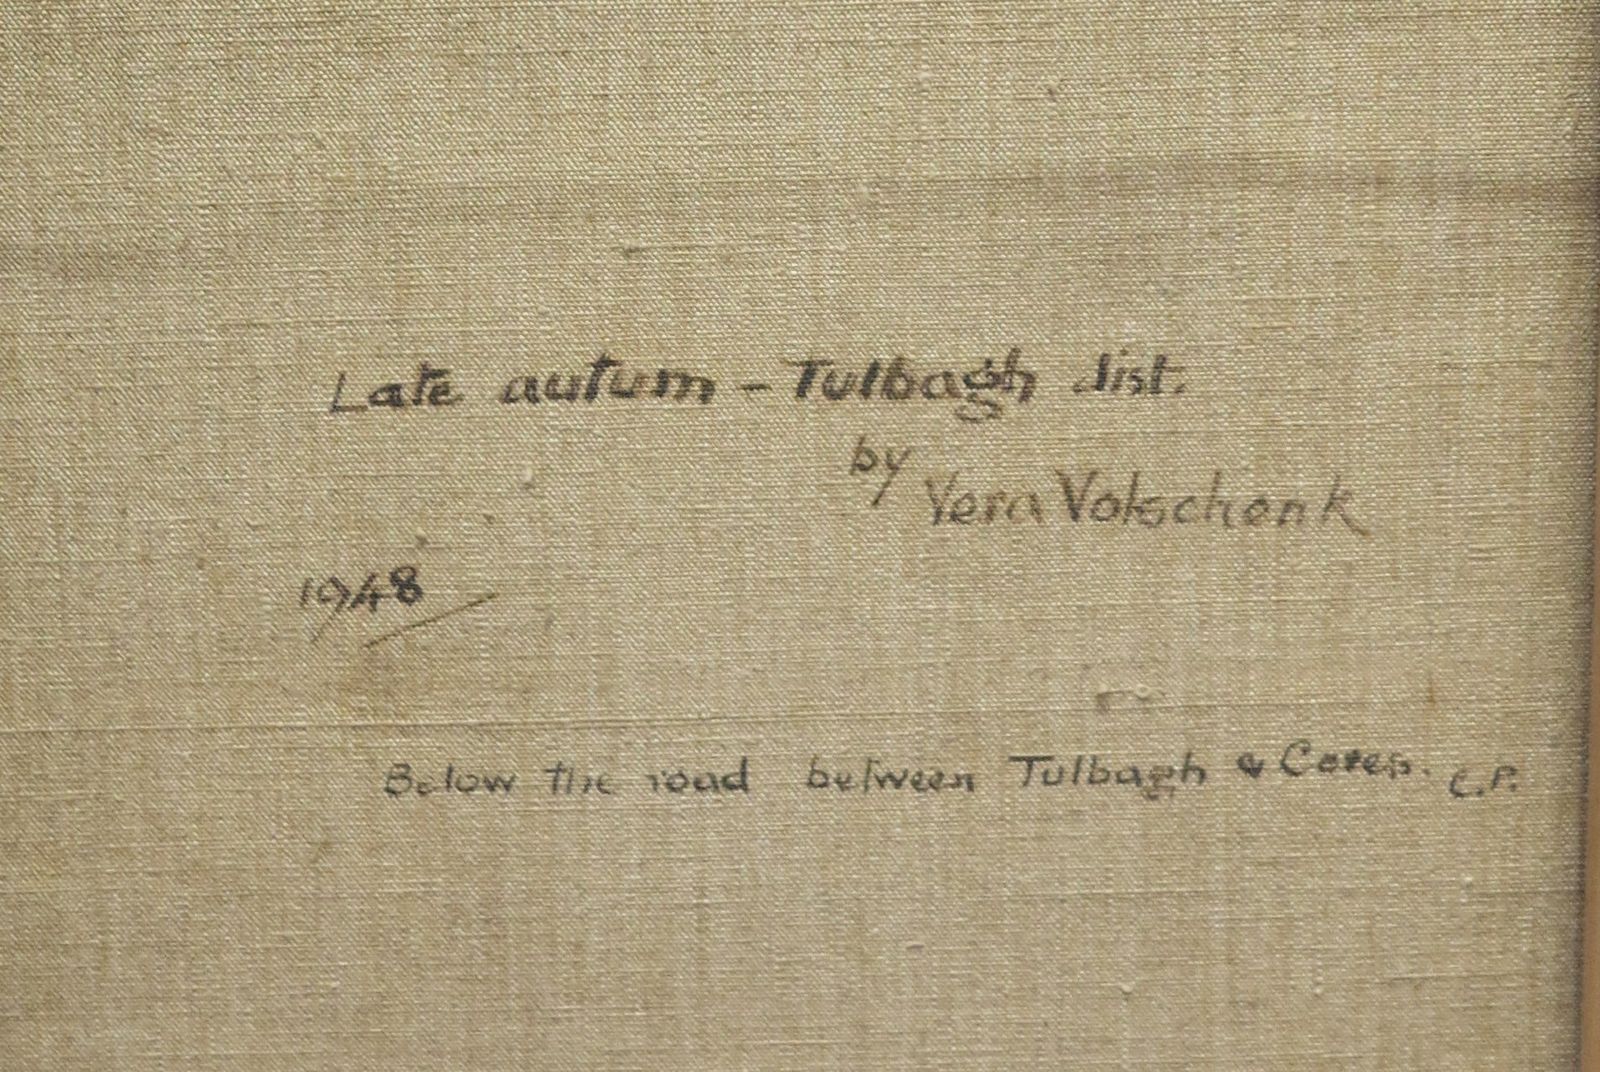 Late autum – Tulbagh dist.
by
Vera Volschenk
1948
Below the road between Tulbagh & Ceres. C.P.